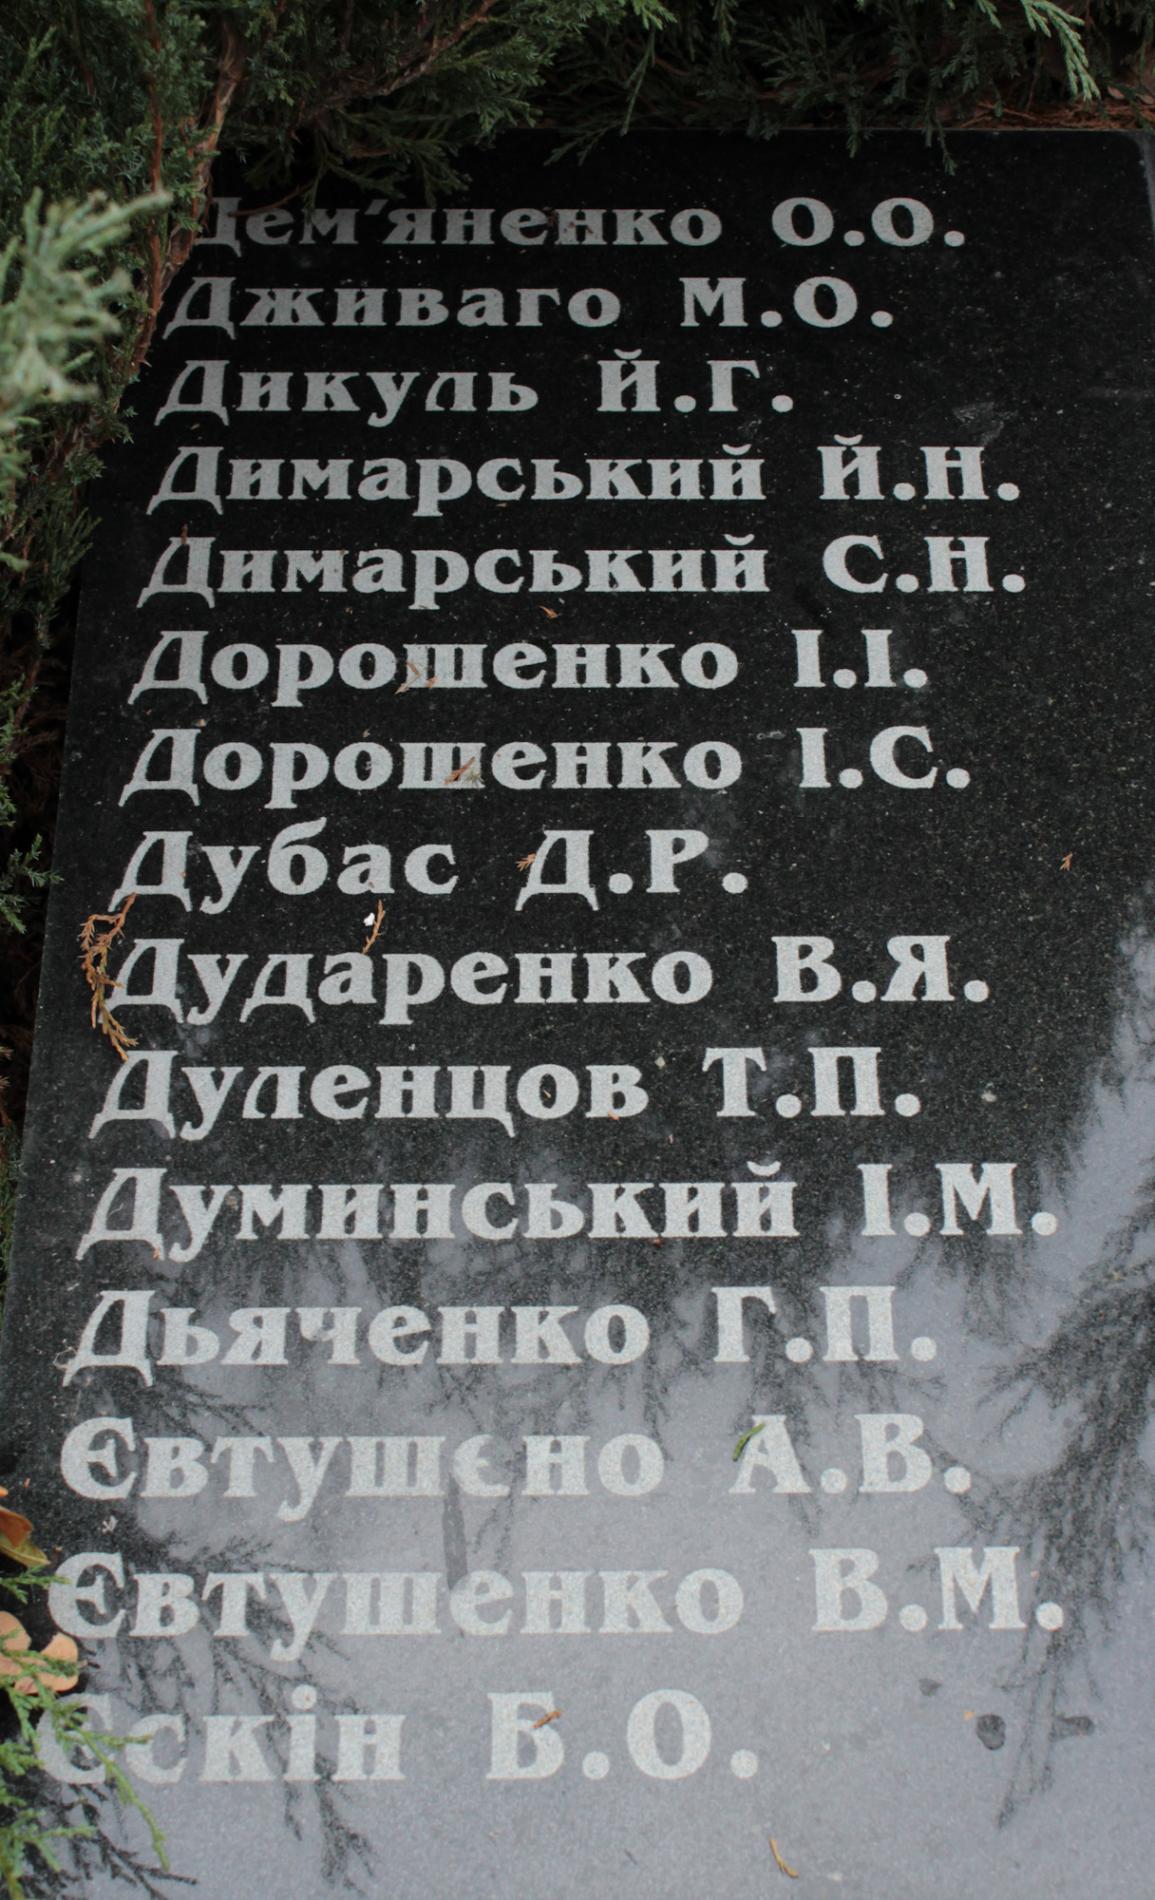 Дем'яненко О.О.
Дживаго М.О.
Дикуль Й.Г.
Димарський Й.Н.
Димарський С.Н.
Дорошенко І.І.
Дорошенко І.С.
Дубас Д.Р.
Дударенко В.Я.
Дуленцов Т.П.
Думинський І.М.
Дьяченко Г.П.
Євтушєно А.В.
Євтушенко В.М.
Єскін Б.О.